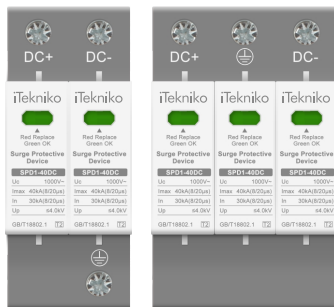 DC+ DC-
iTekniko iTekniko
Red Replace Red Replace
Green OK Green OK
Surge Protective Surge Protective
Device Device
SPD1-40DC SPD1-40DC
Uc 1000V~ Uc 1000V~
Imax 40kA(8/20µs) Imax 40kA(8/20µs)
In 30kA(8/20µs) In 30kA(8/20µs)
Up ≤4.0kV Up ≤4.0kV
GB/T18802.1 T2 GB/T18802.1 T2
DC+ DC-
iTekniko iTekniko iTekniko
Red Replace Red Replace Red Replace
Green OK Green OK Green OK
Surge Protective Surge Protective Surge Protective
Device Device Device
SPD1-40DC SPD1-40DC SPD1-40DC
Uc 1000V~ Uc 1000V~ Uc 1000V~
Imax 40kA(8/20µs) Imax 40kA(8/20µs) Imax 40kA(8/20µs)
In 30kA(8/20µs) In 30kA(8/20µs) In 30kA(8/20µs)
Up ≤4.0kV Up ≤4.0kV Up ≤4.0kV
GB/T18802.1 T2 GB/T18802.1 T2 GB/T18802.1 T2